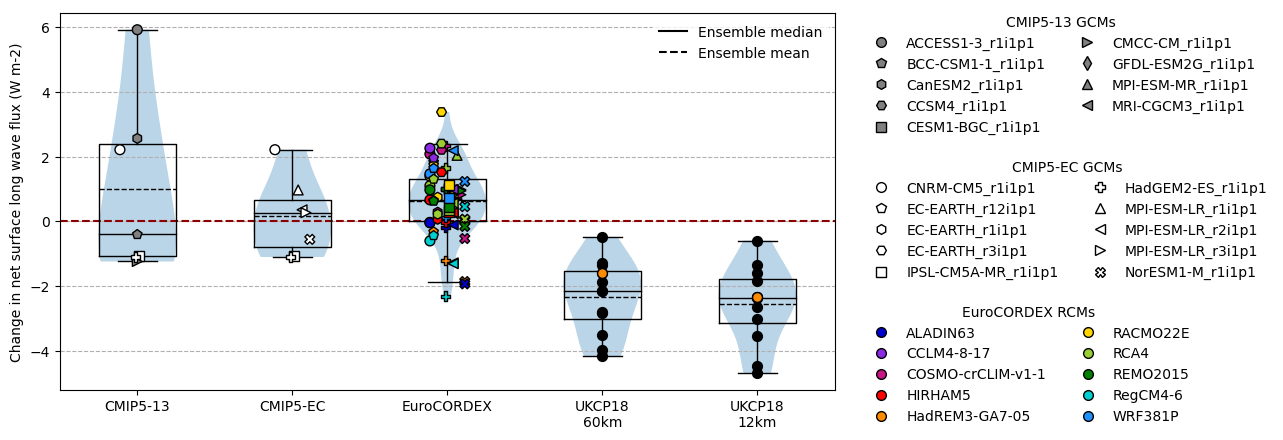 Change in net surface long wave flux (W m-2)
6
4
2
0
−2
−4
Ensemble median
Ensemble mean
CMIP5-13
CMIP5-EC
EuroCORDEX
UKCP18
60km
UKCP18
12km
CMIP5-13 GCMs
ACCESS1-3_r1i1p1
BCC-CSM1-1_r1i1p1
CanESM2_r1i1p1
CCSM4_r1i1p1
CESM1-BGC_r1i1p1
CMCC-CM_r1i1p1
GFDL-ESM2G_r1i1p1
MPI-ESM-MR_r1i1p1
MRI-CGCM3_r1i1p1
CMIP5-EC GCMs
CNRM-CM5_r1i1p1
EC-EARTH_r12i1p1
EC-EARTH_r1i1p1
EC-EARTH_r3i1p1
IPSL-CM5A-MR_r1i1p1
HadGEM2-ES_r1i1p1
MPI-ESM-LR_r1i1p1
MPI-ESM-LR_r2i1p1
MPI-ESM-LR_r3i1p1
NorESM1-M_r1i1p1
EuroCORDEX RCMs
ALADIN63
CCLM4-8-17
COSMO-crCLIM-v1-1
HIRHAM5
HadREM3-GA7-05
RACMO22E
RCA4
REMO2015
RegCM4-6
WRF381P